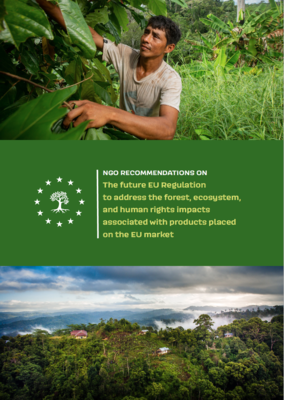 NGO RECOMMENDATIONS ON
The future EU Regulation
to address the forest, ecosystem,
and human rights impacts
associated with products placed
on the EU market